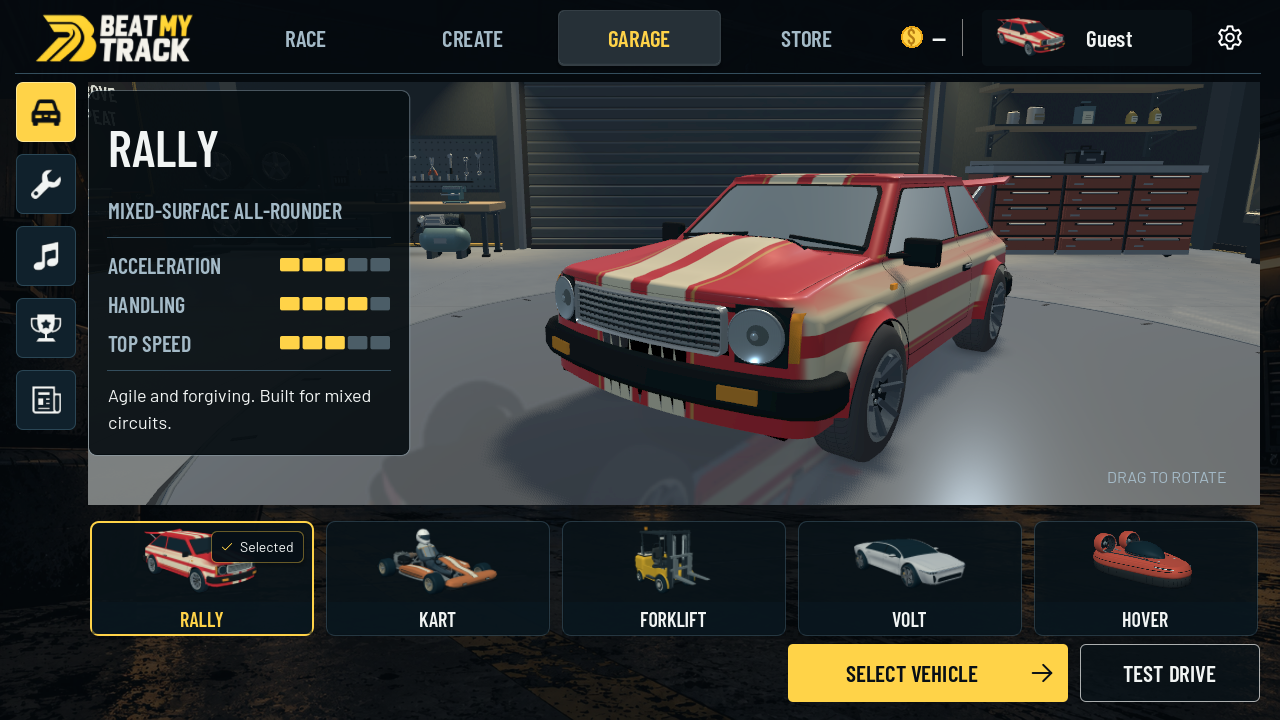 BEAT MY
TRACK
RACE
CREATE
GARAGE
STORE
$
–
Guest
RALLY
MIXED-SURFACE ALL-ROUNDER
ACCELERATION
HANDLING
TOP SPEED
Agile and forgiving. Built for mixed
circuits.
DRAG TO ROTATE
Selected
RALLY
KART
FORKLIFT
VOLT
HOVER
SELECT VEHICLE
TEST DRIVE